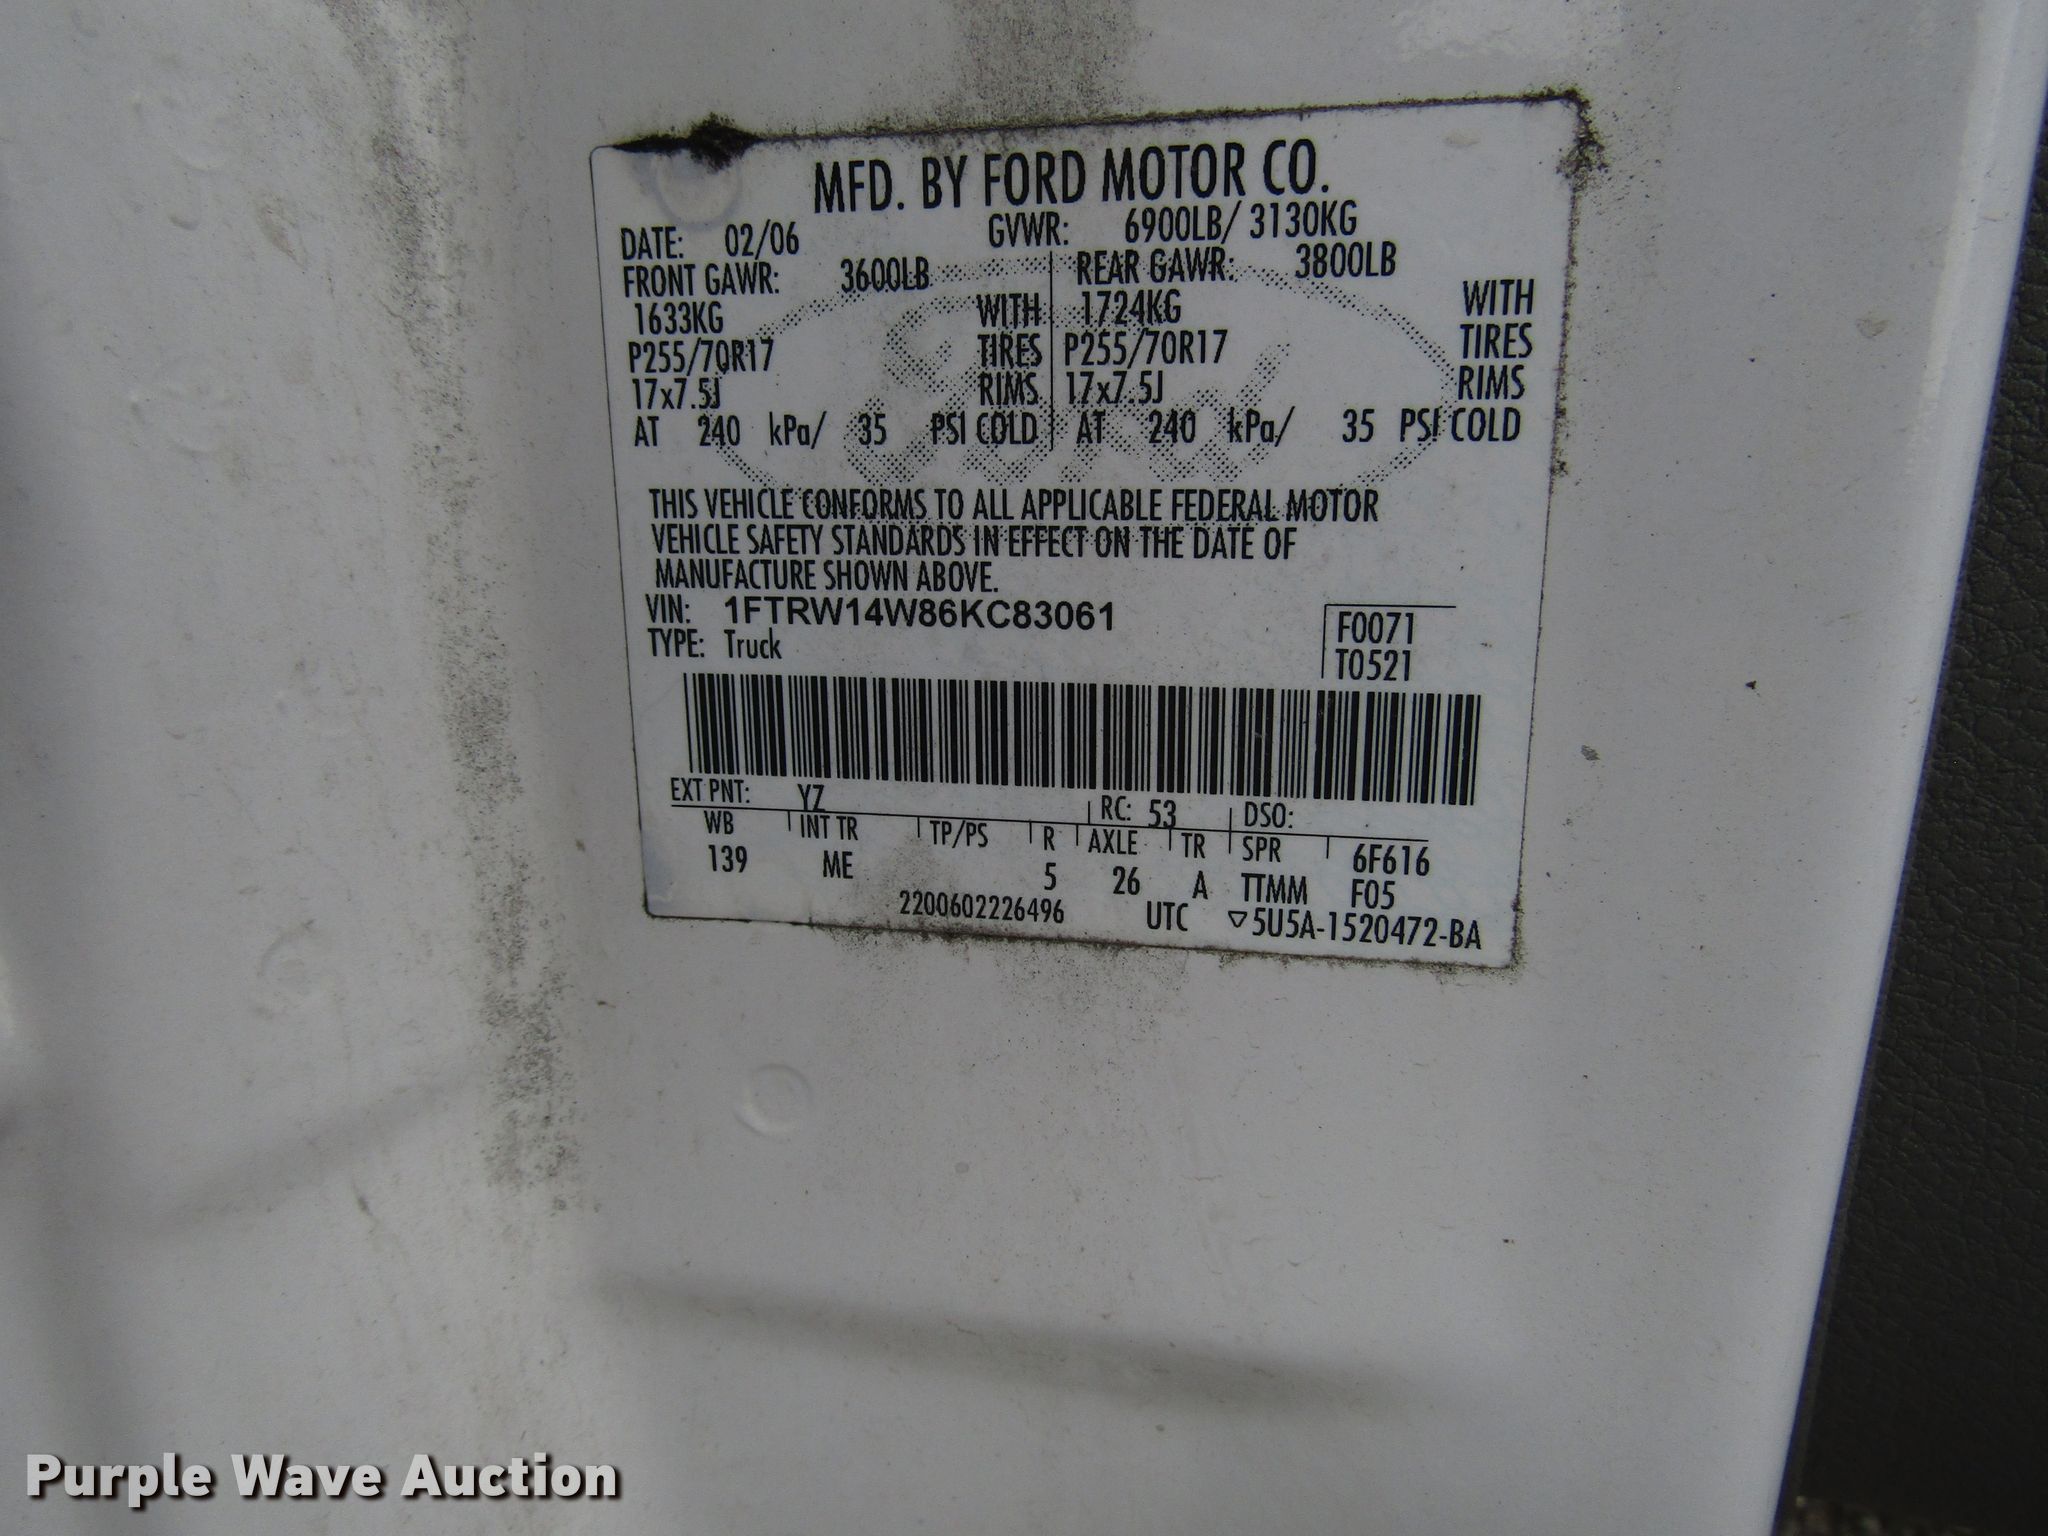 MFD. BY FORD MOTOR CO.
DATE: 02/06 GVWR: 6900LB/ 3130KG
FRONT GAWR: 3600LB REAR GAWR: 3800LB
1633KG WITH 1724KG WITH
P255/70R17 TIRES P255/70R17 TIRES
17x7.5J RIMS 17x7.5J RIMS
AT 240 kPa/ 35 PSI COLD AT 240 kPa/ 35 PSI COLD
Ford
THIS VEHICLE CONFORMS TO ALL APPLICABLE FEDERAL MOTOR
VEHICLE SAFETY STANDARDS IN EFFECT ON THE DATE OF
MANUFACTURE SHOWN ABOVE.
VIN: 1FTRW14W86KC83061 F0071
TYPE: Truck T0521
EXT PNT: YZ RC: 53 DSO:
WB INT TR TP/PS R AXLE TR SPR 6F616
139 ME 5 26 A TTMM F05
2200602226496 UTC ▽5U5A-1520472-BA
Purple Wave Auction